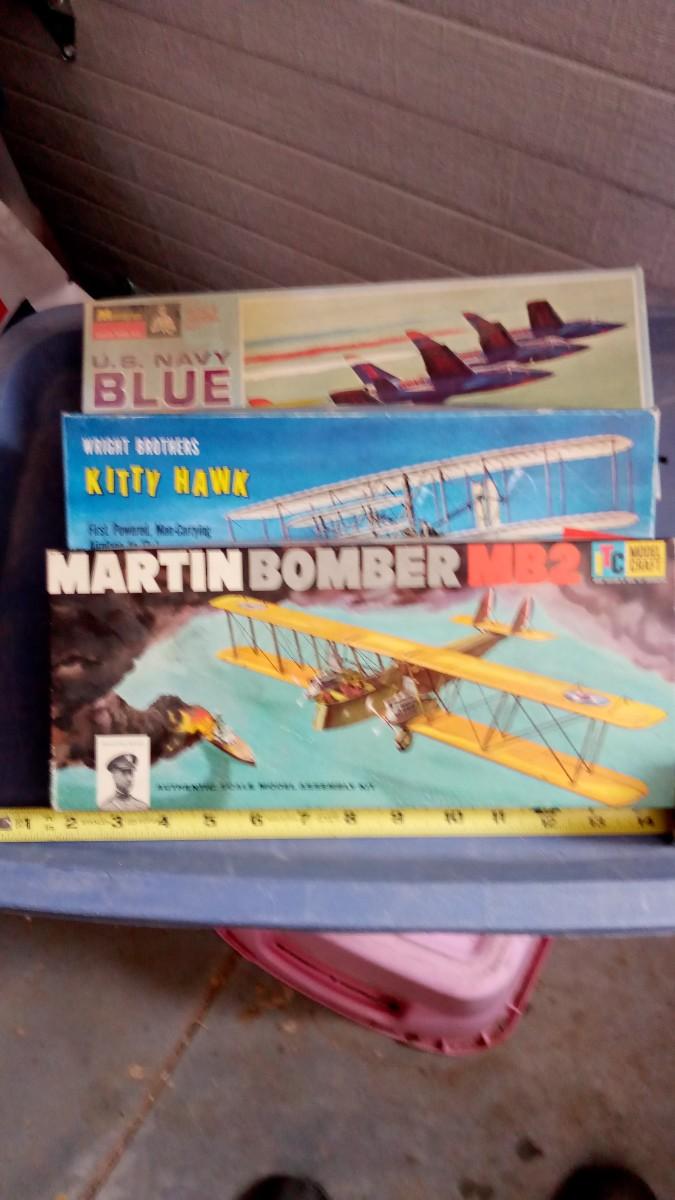 U.S. NAVY
BLUE
WRIGHT BROTHERS
KITTY HAWK
First Powered, Man-Carrying
MARTIN BOMBER MB2
ITC MODEL CRAFT
AUTHENTIC SCALE MODEL ASSEMBLY KIT
1 2 3 4 5 6 7 8 9 10 11 12 13 14